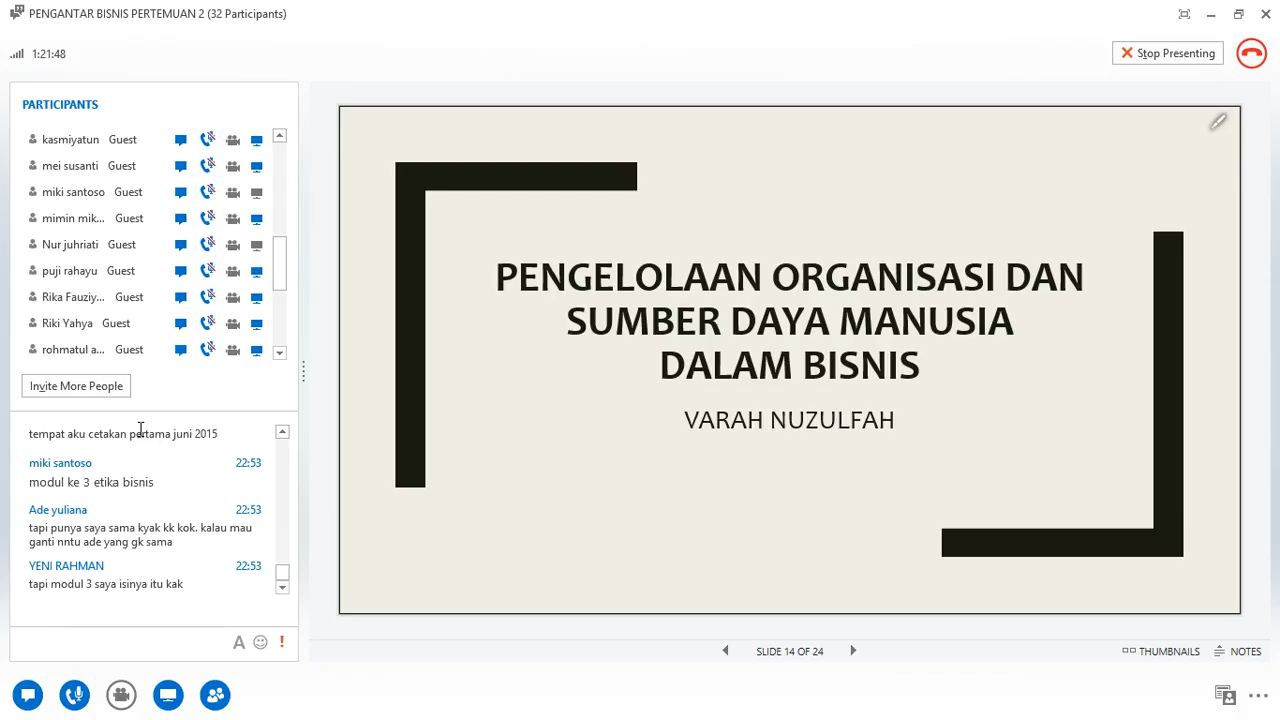 PENGANTAR BISNIS PERTEMUAN 2 (32 Participants)
1:21:48
Stop Presenting
PARTICIPANTS
kasmiyatun Guest
mei susanti Guest
miki santoso Guest
mimin mik... Guest
Nur juhriati Guest
puji rahayu Guest
Rika Fauziy... Guest
Riki Yahya Guest
rohmatul a... Guest
Invite More People
tempat aku cetakan pertama juni 2015
miki santoso 22:53
modul ke 3 etika bisnis
Ade yuliana 22:53
tapi punya saya sama kyak kk kok. kalau mau
ganti nntu ade yang gk sama
YENI RAHMAN 22:53
tapi modul 3 saya isinya itu kak
PENGELOLAAN ORGANISASI DAN
SUMBER DAYA MANUSIA
DALAM BISNIS
VARAH NUZULFAH
SLIDE 14 OF 24
THUMBNAILS
NOTES